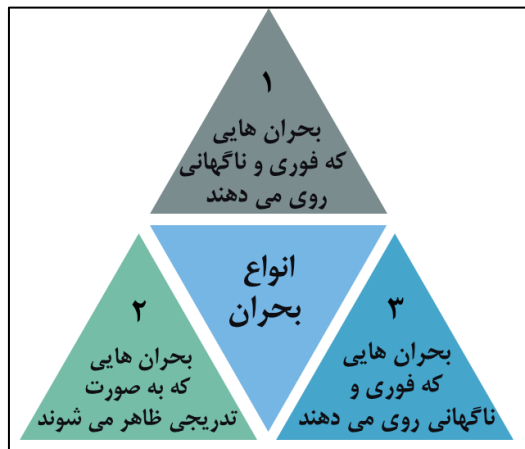 ۱
بحران هایی
که فوری و ناگهانی
روی می دهند
انواع
بحران
۲
بحران هایی
که به صورت
تدریجی ظاهر می شوند
۳
بحران هایی
که فوری و
ناگهانی روی می دهند